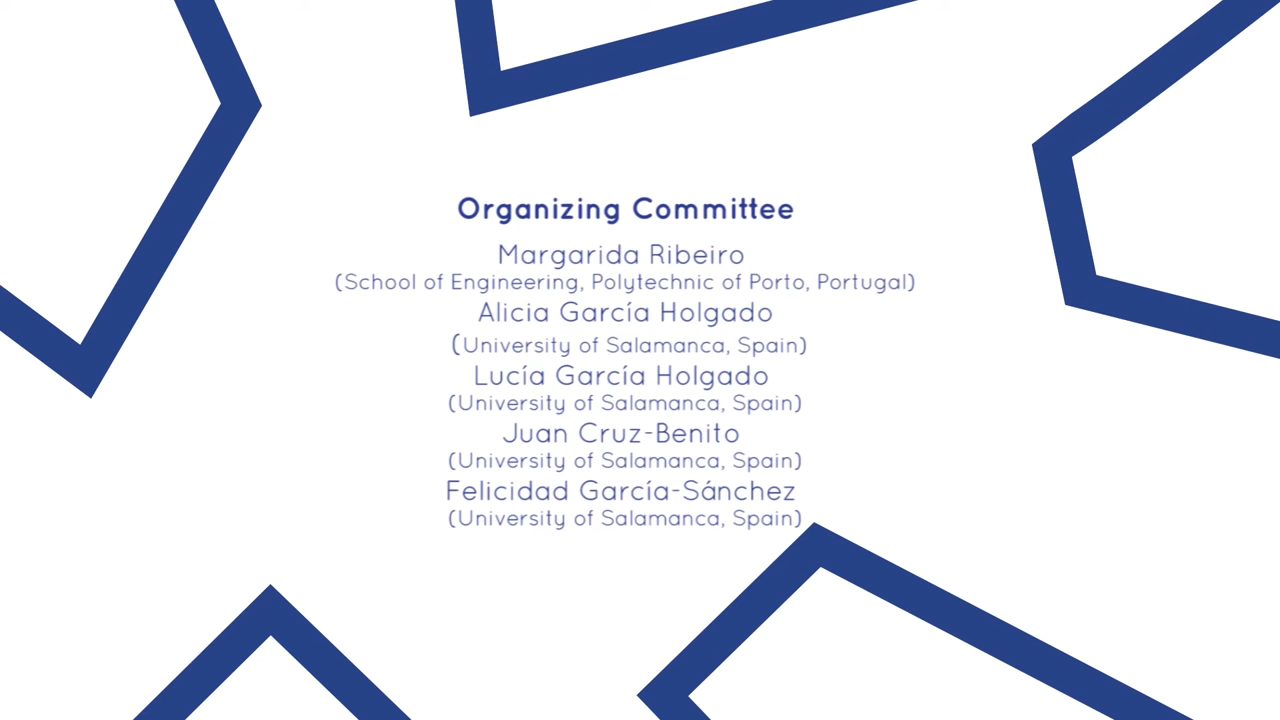 Organizing Committee
Margarida Ribeiro
(School of Engineering, Polytechnic of Porto, Portugal)
Alicia García Holgado
(University of Salamanca, Spain)
Lucía García Holgado
(University of Salamanca, Spain)
Juan Cruz-Benito
(University of Salamanca, Spain)
Felicidad García-Sánchez
(University of Salamanca, Spain)